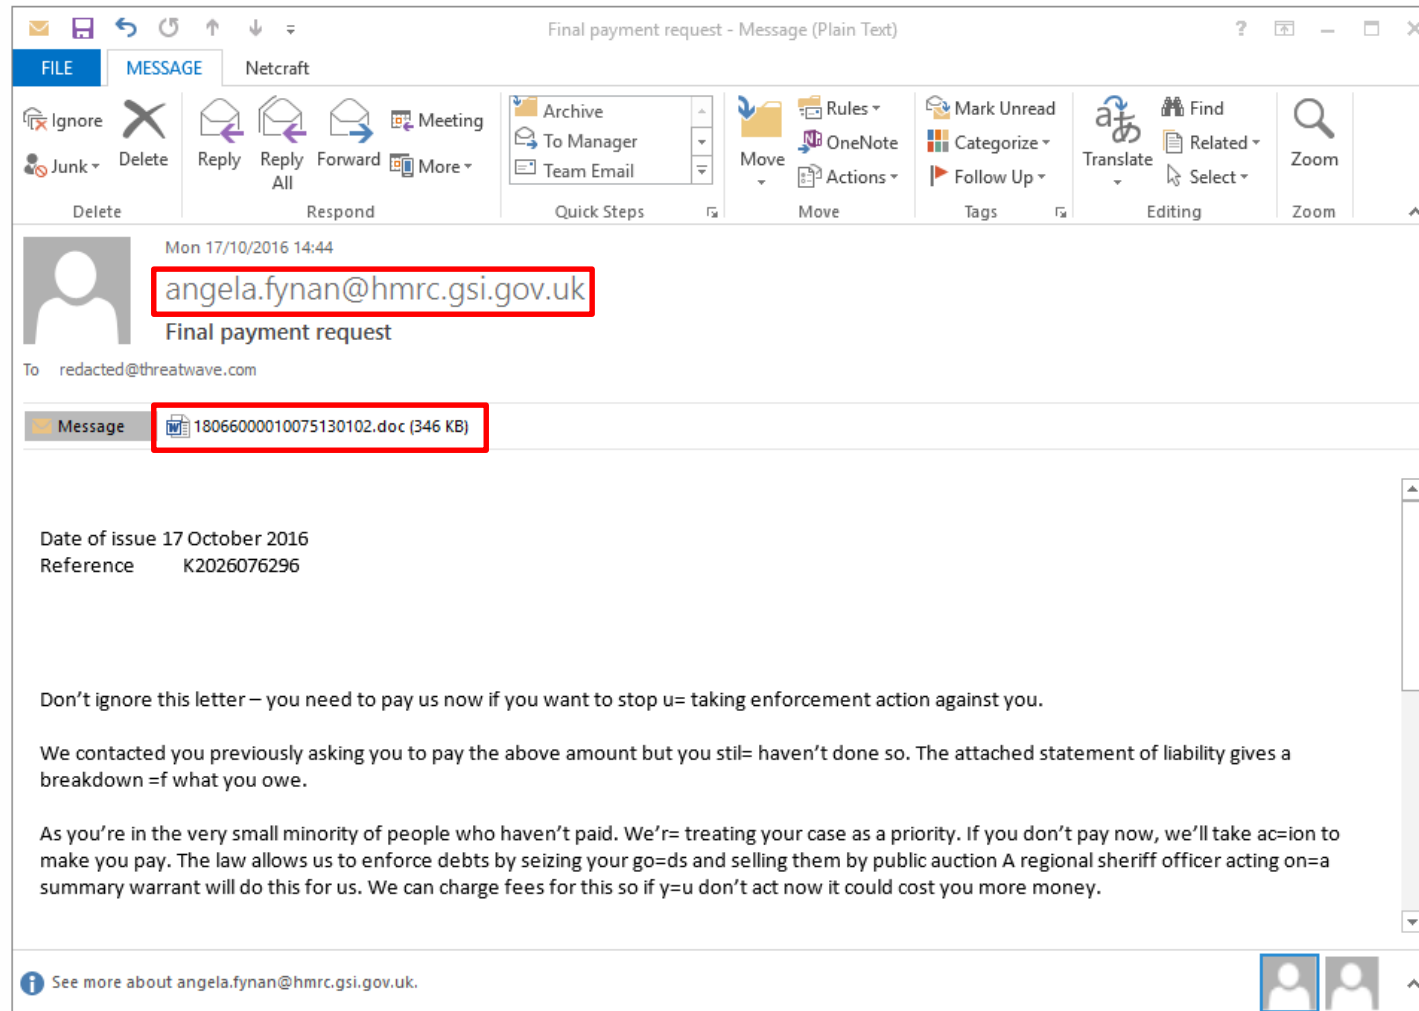 Final payment request - Message (Plain Text)
?
FILE MESSAGE Netcraft
Ignore
Junk
Delete
Reply
Reply All
Forward
Meeting
More
Archive
To Manager
Team Email
Move
Rules
OneNote
Actions
Mark Unread
Categorize
Follow Up
Translate
Find
Related
Select
Zoom
Delete Respond Quick Steps Move Tags Editing Zoom
Mon 17/10/2016 14:44
angela.fynan@hmrc.gsi.gov.uk
Final payment request
To redacted@threatwave.com
Message 18066000010075130102.doc (346 KB)
Date of issue 17 October 2016
Reference K2026076296
Don’t ignore this letter – you need to pay us now if you want to stop u= taking enforcement action against you.
We contacted you previously asking you to pay the above amount but you stil= haven’t done so. The attached statement of liability gives a
breakdown =f what you owe.
As you’re in the very small minority of people who haven’t paid. We’r= treating your case as a priority. If you don’t pay now, we’ll take ac=ion to
make you pay. The law allows us to enforce debts by seizing your go=ds and selling them by public auction A regional sheriff officer acting on=a
summary warrant will do this for us. We can charge fees for this so if y=u don’t act now it could cost you more money.
See more about angela.fynan@hmrc.gsi.gov.uk.